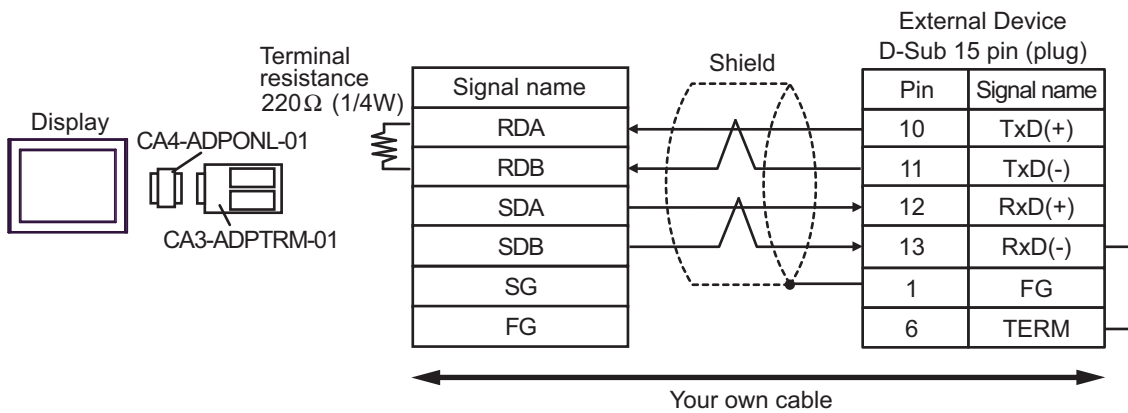 External Device
D-Sub 15 pin (plug)
Terminal
resistance
220Ω (1/4W)
Shield
Signal name
Pin Signal name
Display
CA4-ADPONL-01
CA3-ADPTRM-01
RDA 10 TxD(+)
RDB 11 TxD(-)
SDA 12 RxD(+)
SDB 13 RxD(-)
SG 1 FG
FG 6 TERM
Your own cable